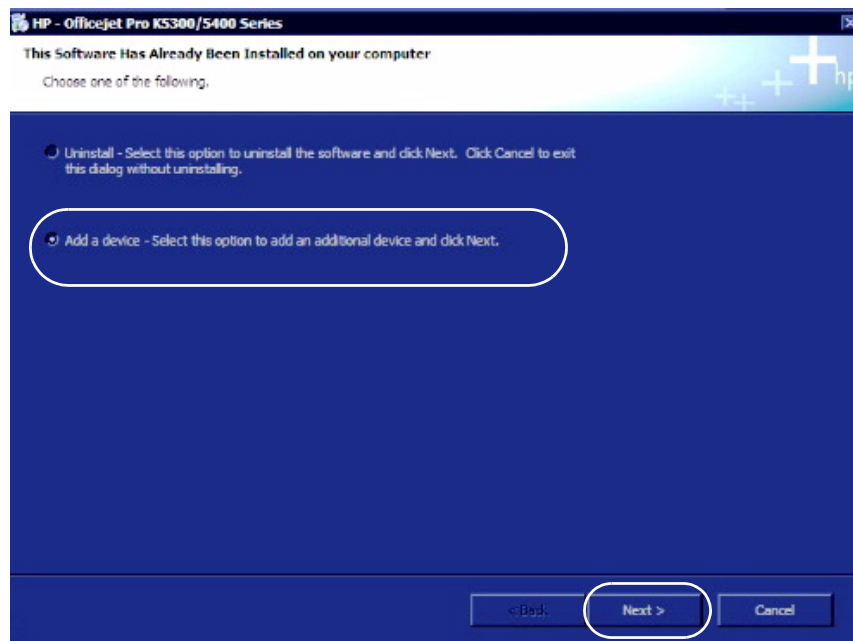 HP - Officejet Pro K5300/5400 Series
This Software Has Already Been Installed on your computer
Choose one of the following.
hp
Uninstall - Select this option to uninstall the software and click Next. Click Cancel to exit
this dialog without uninstalling.
Add a device - Select this option to add an additional device and click Next.
< Back
Next >
Cancel